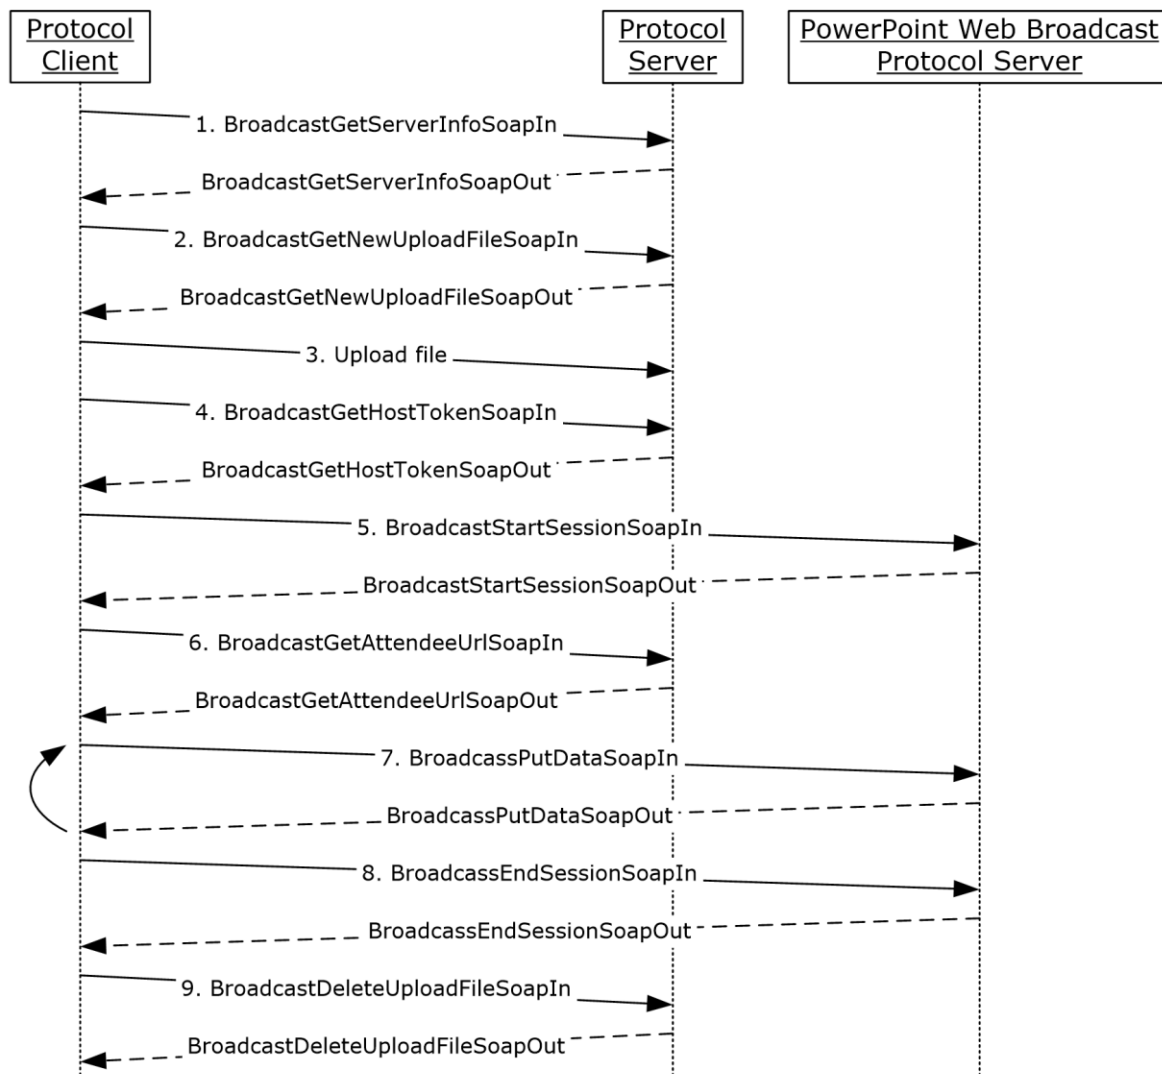 Protocol
Client
Protocol
Server
PowerPoint Web Broadcast
Protocol Server
1. BroadcastGetServerInfoSoapIn
BroadcastGetServerInfoSoapOut
2. BroadcastGetNewUploadFileSoapIn
BroadcastGetNewUploadFileSoapOut
3. Upload file
4. BroadcastGetHostTokenSoapIn
BroadcastGetHostTokenSoapOut
5. BroadcastStartSessionSoapIn
BroadcastStartSessionSoapOut
6. BroadcastGetAttendeeUrlSoapIn
BroadcastGetAttendeeUrlSoapOut
7. BroadcassPutDataSoapIn
BroadcassPutDataSoapOut
8. BroadcassEndSessionSoapIn
BroadcassEndSessionSoapOut
9. BroadcastDeleteUploadFileSoapIn
BroadcastDeleteUploadFileSoapOut